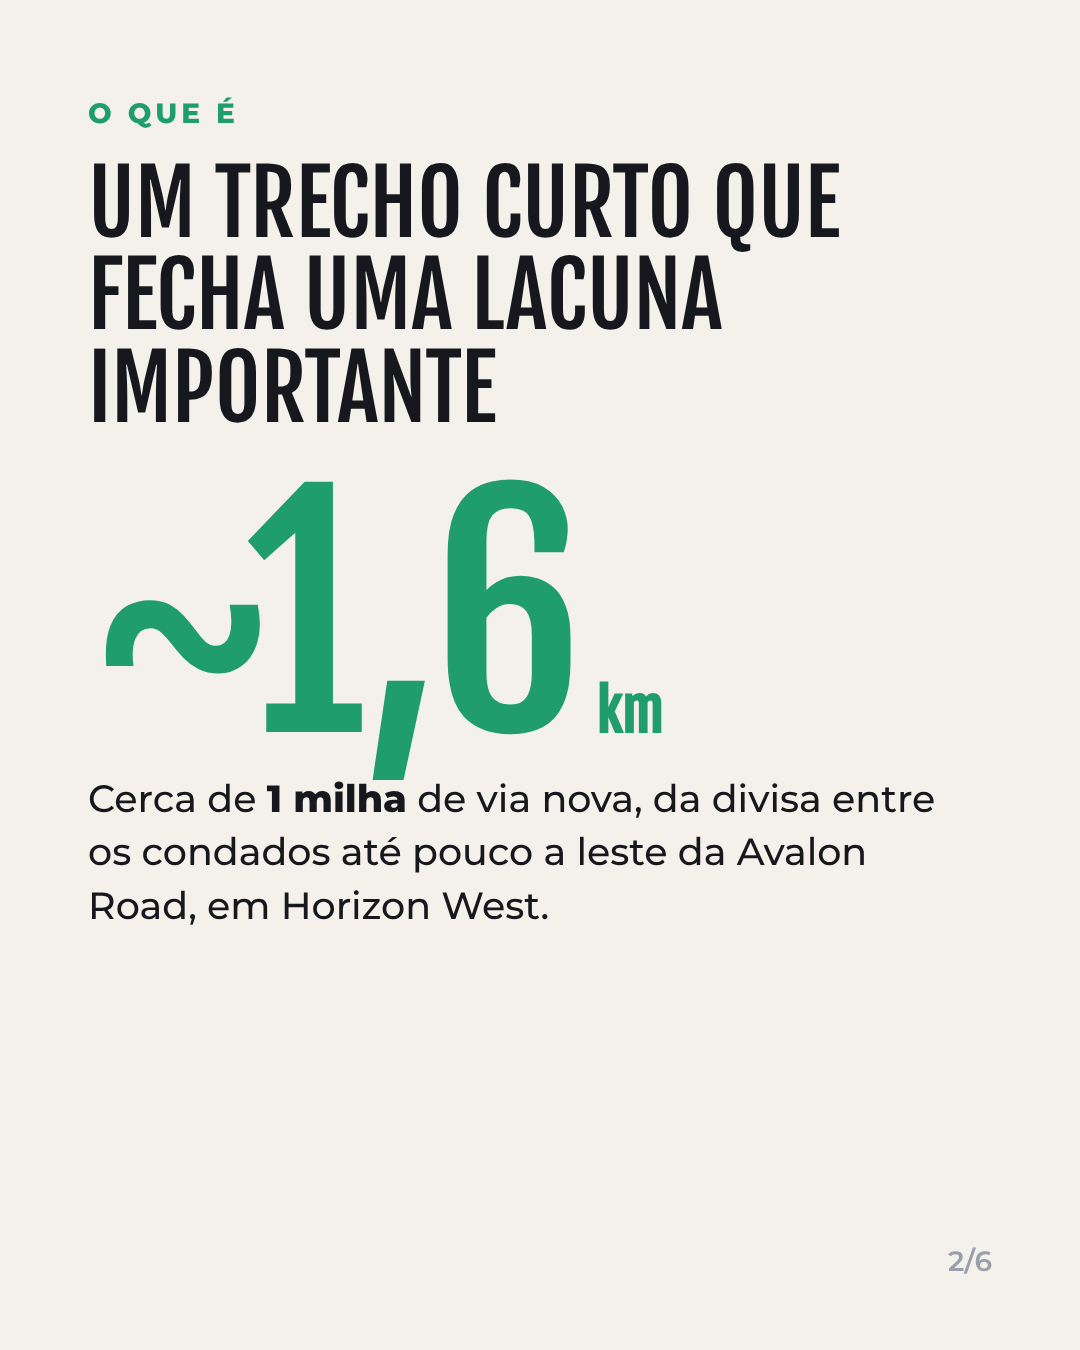 O QUE É
UM TRECHO CURTO QUE
FECHA UMA LACUNA
IMPORTANTE
~1,6 km
Cerca de 1 milha de via nova, da divisa entre
os condados até pouco a leste da Avalon
Road, em Horizon West.
2/6